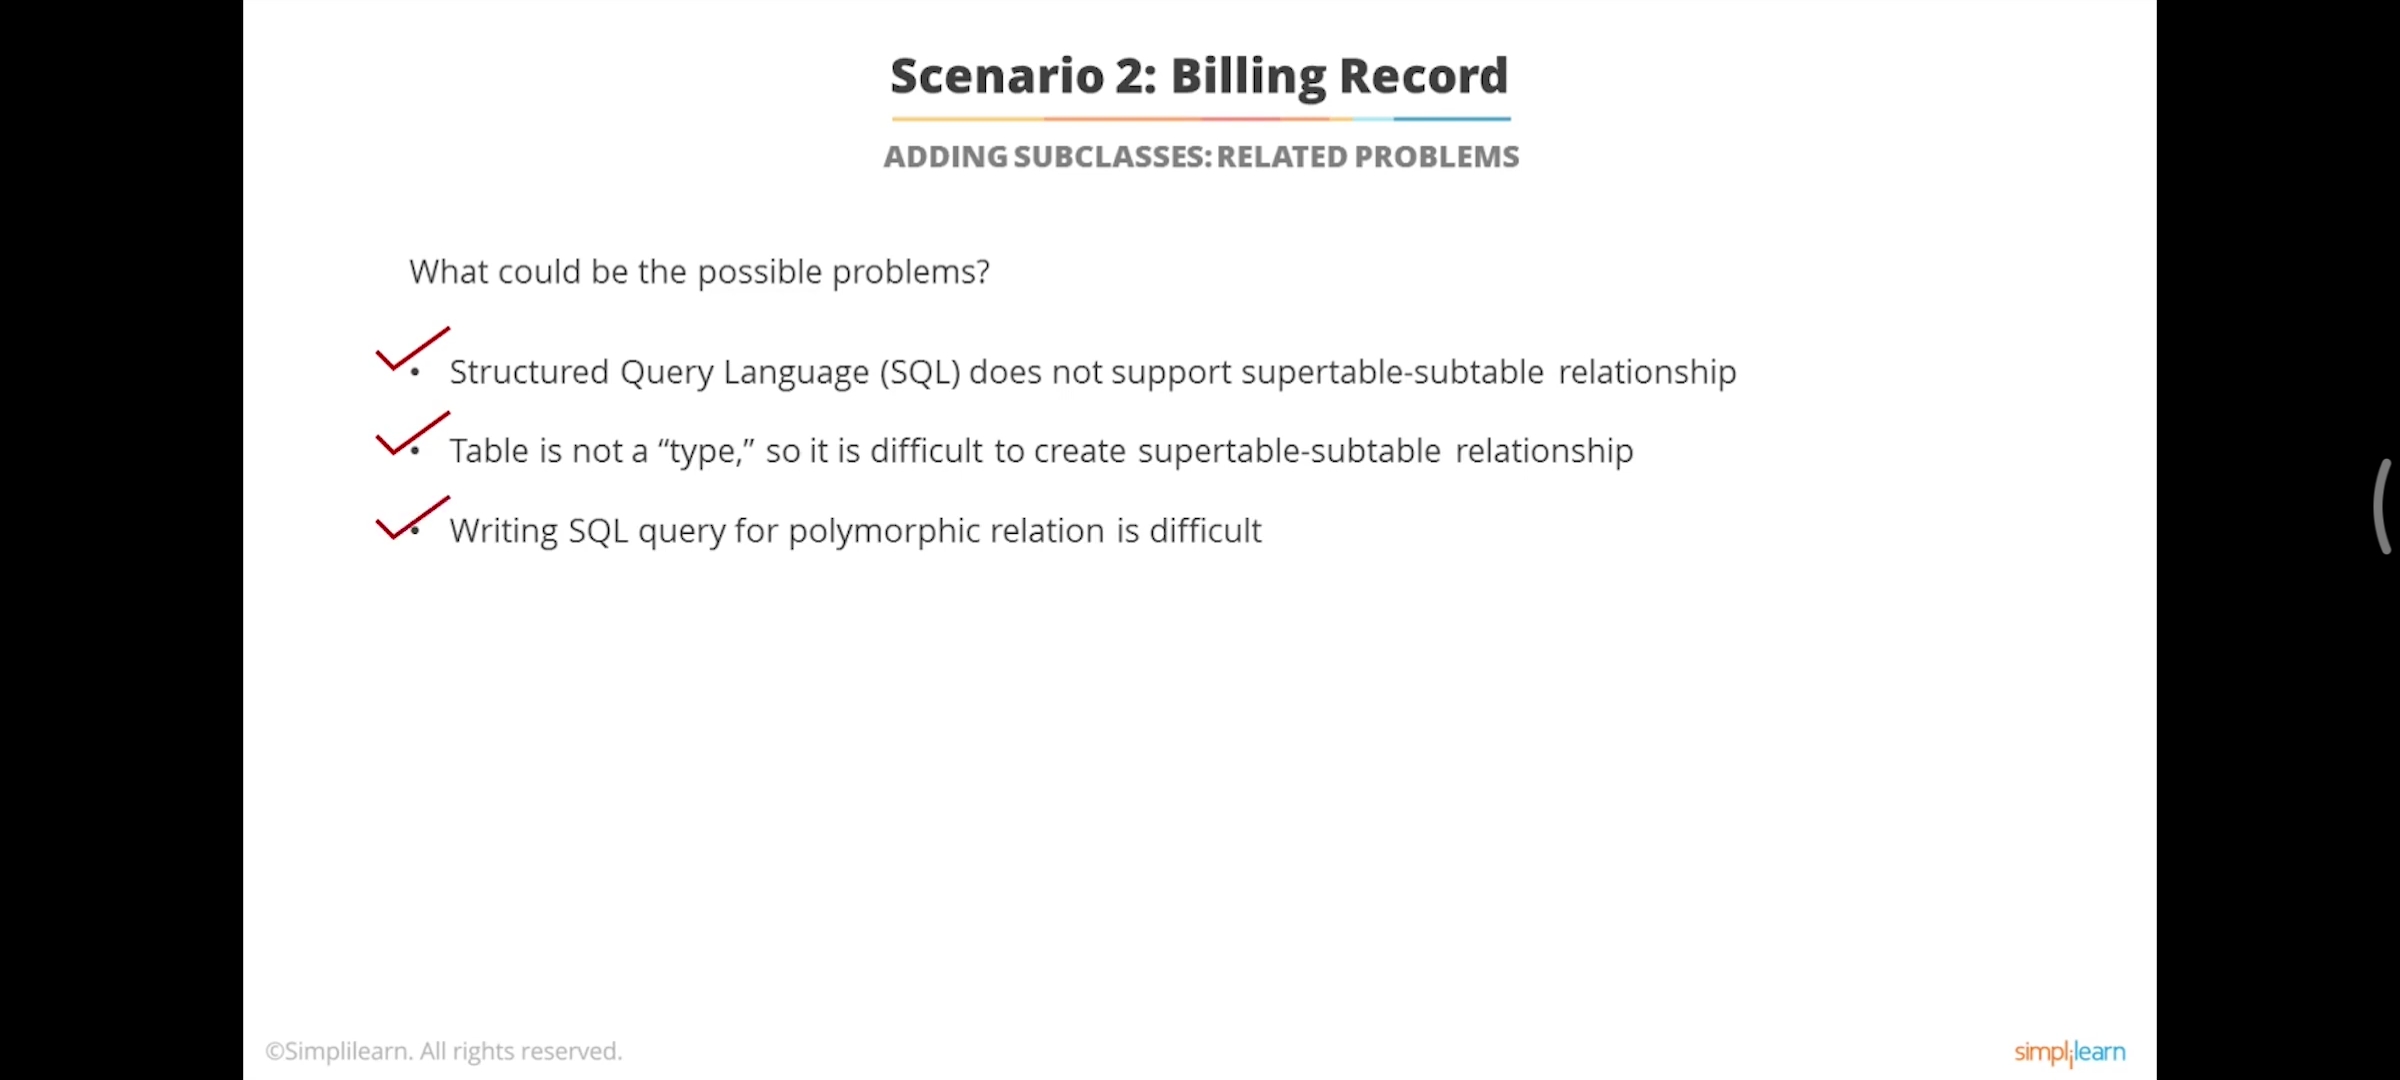 Scenario 2: Billing Record
ADDING SUBCLASSES: RELATED PROBLEMS
What could be the possible problems?
• Structured Query Language (SQL) does not support supertable-subtable relationship
• Table is not a “type,” so it is difficult to create supertable-subtable relationship
• Writing SQL query for polymorphic relation is difficult
©Simplilearn. All rights reserved.
simplilearn